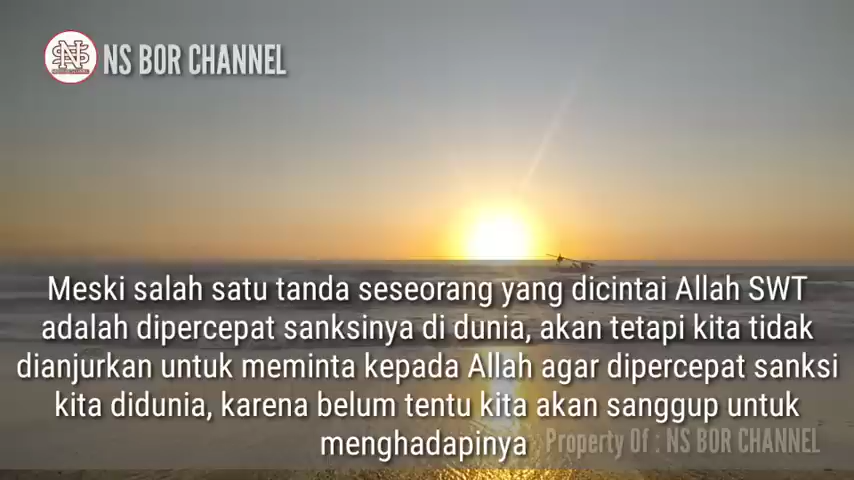 NS BOR CHANNEL
Meski salah satu tanda seseorang yang dicintai Allah SWT
adalah dipercepat sanksinya di dunia, akan tetapi kita tidak
dianjurkan untuk meminta kepada Allah agar dipercepat sanksi
kita didunia, karena belum tentu kita akan sanggup untuk
menghadapinya
Property Of : NS BOR CHANNEL